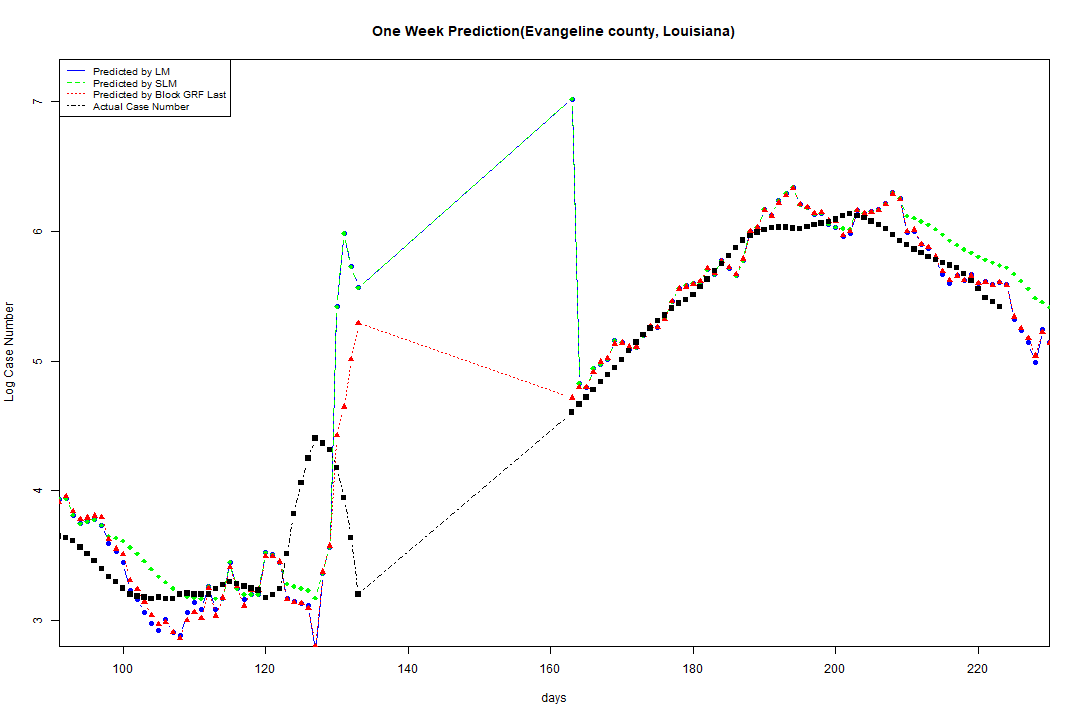 One Week Prediction(Evangeline county, Louisiana)
Predicted by LM
Predicted by SLM
Predicted by Block GRF Last
Actual Case Number
7
6
5
4
3
Log Case Number
100 120 140 160 180 200 220
days